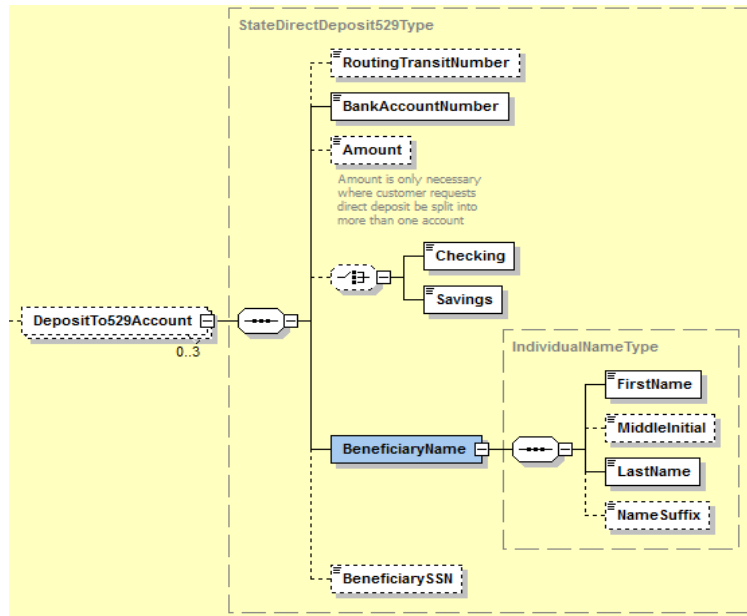 StateDirectDeposit529Type
RoutingTransitNumber
BankAccountNumber
Amount
Amount is only necessary
where customer requests
direct deposit be split into
more than one account
Checking
Savings
DepositTo529Account
0..3
IndividualNameType
FirstName
MiddleInitial
BeneficiaryName
LastName
NameSuffix
BeneficiarySSN